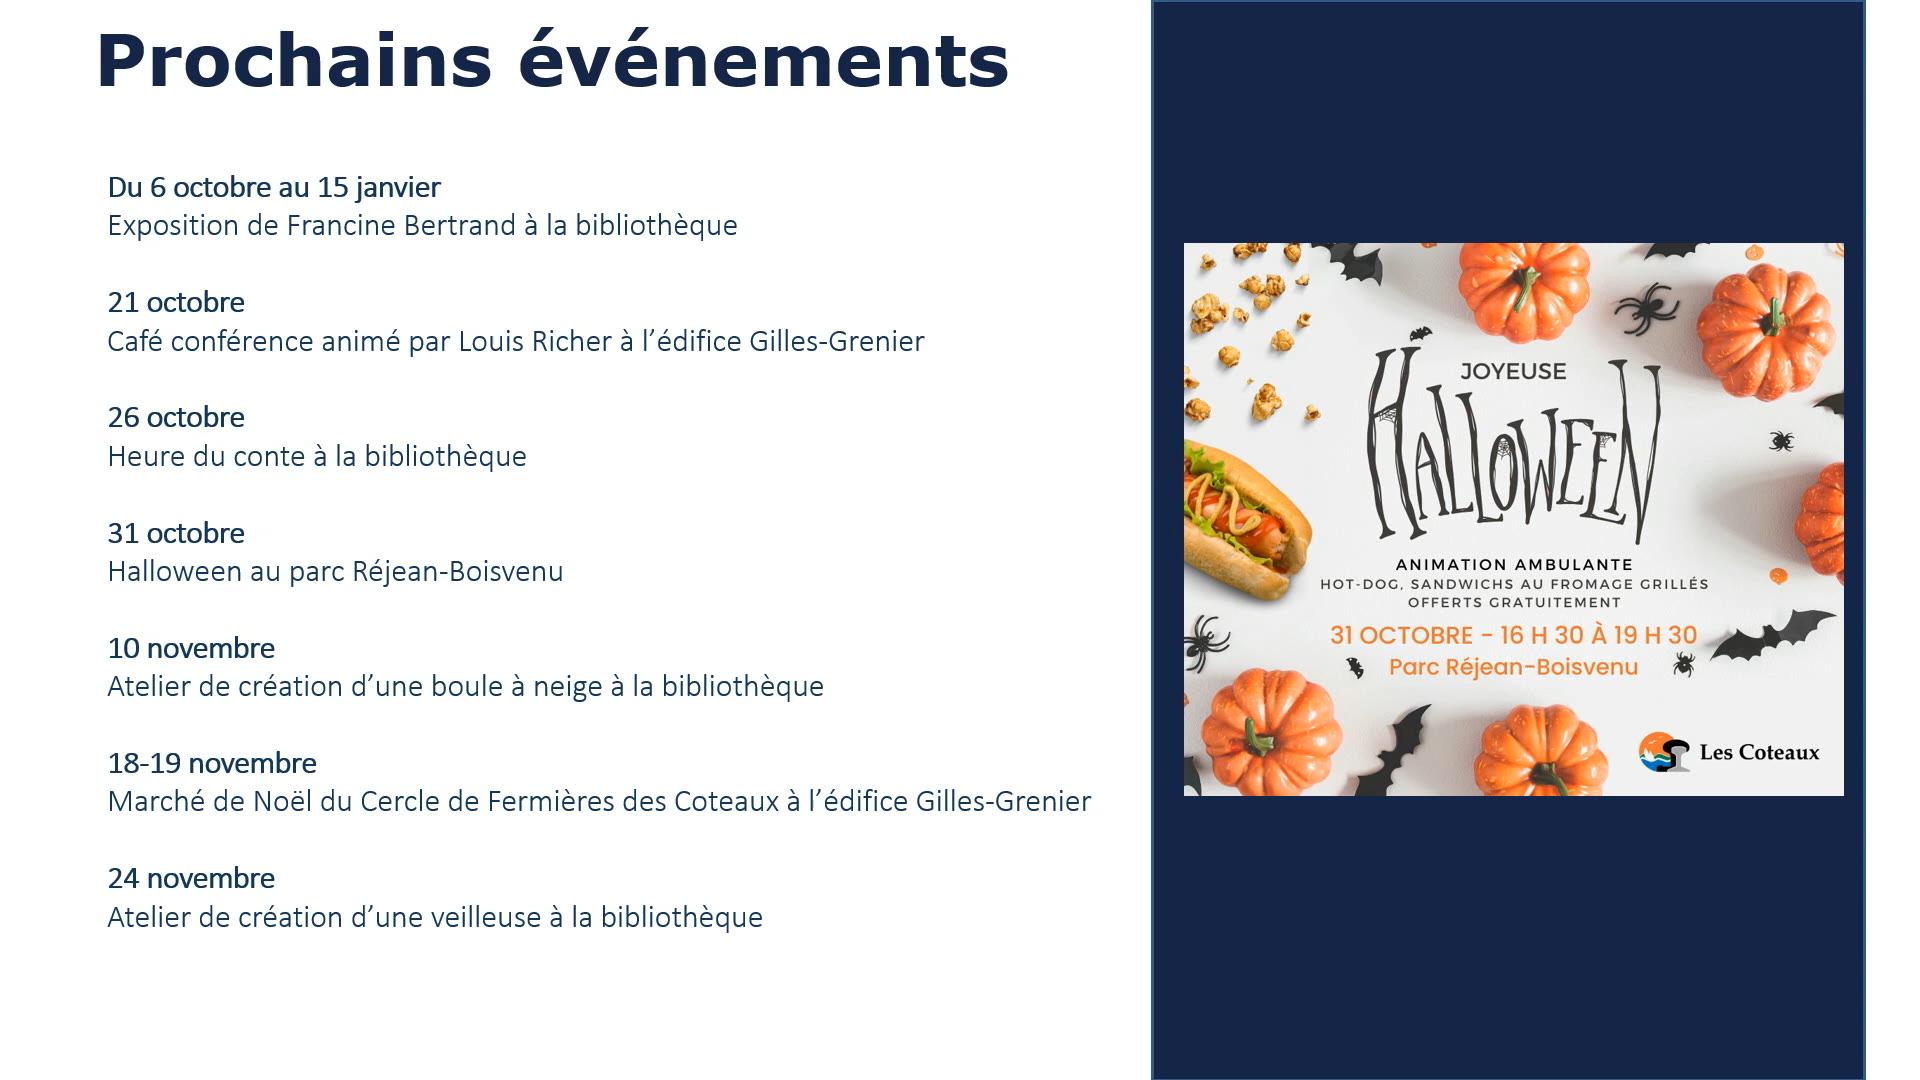 Prochains événements
Du 6 octobre au 15 janvier
Exposition de Francine Bertrand à la bibliothèque
21 octobre
Café conférence animé par Louis Richer à l’édifice Gilles-Grenier
26 octobre
Heure du conte à la bibliothèque
31 octobre
Halloween au parc Réjean-Boisvenu
10 novembre
Atelier de création d’une boule à neige à la bibliothèque
18-19 novembre
Marché de Noël du Cercle de Fermières des Coteaux à l’édifice Gilles-Grenier
24 novembre
Atelier de création d’une veilleuse à la bibliothèque
JOYEUSE
HALLOWEEN
ANIMATION AMBULANTE
HOT-DOG, SANDWICHS AU FROMAGE GRILLÉS
OFFERTS GRATUITEMENT
31 OCTOBRE - 16 H 30 À 19 H 30
Parc Réjean-Boisvenu
Les Coteaux